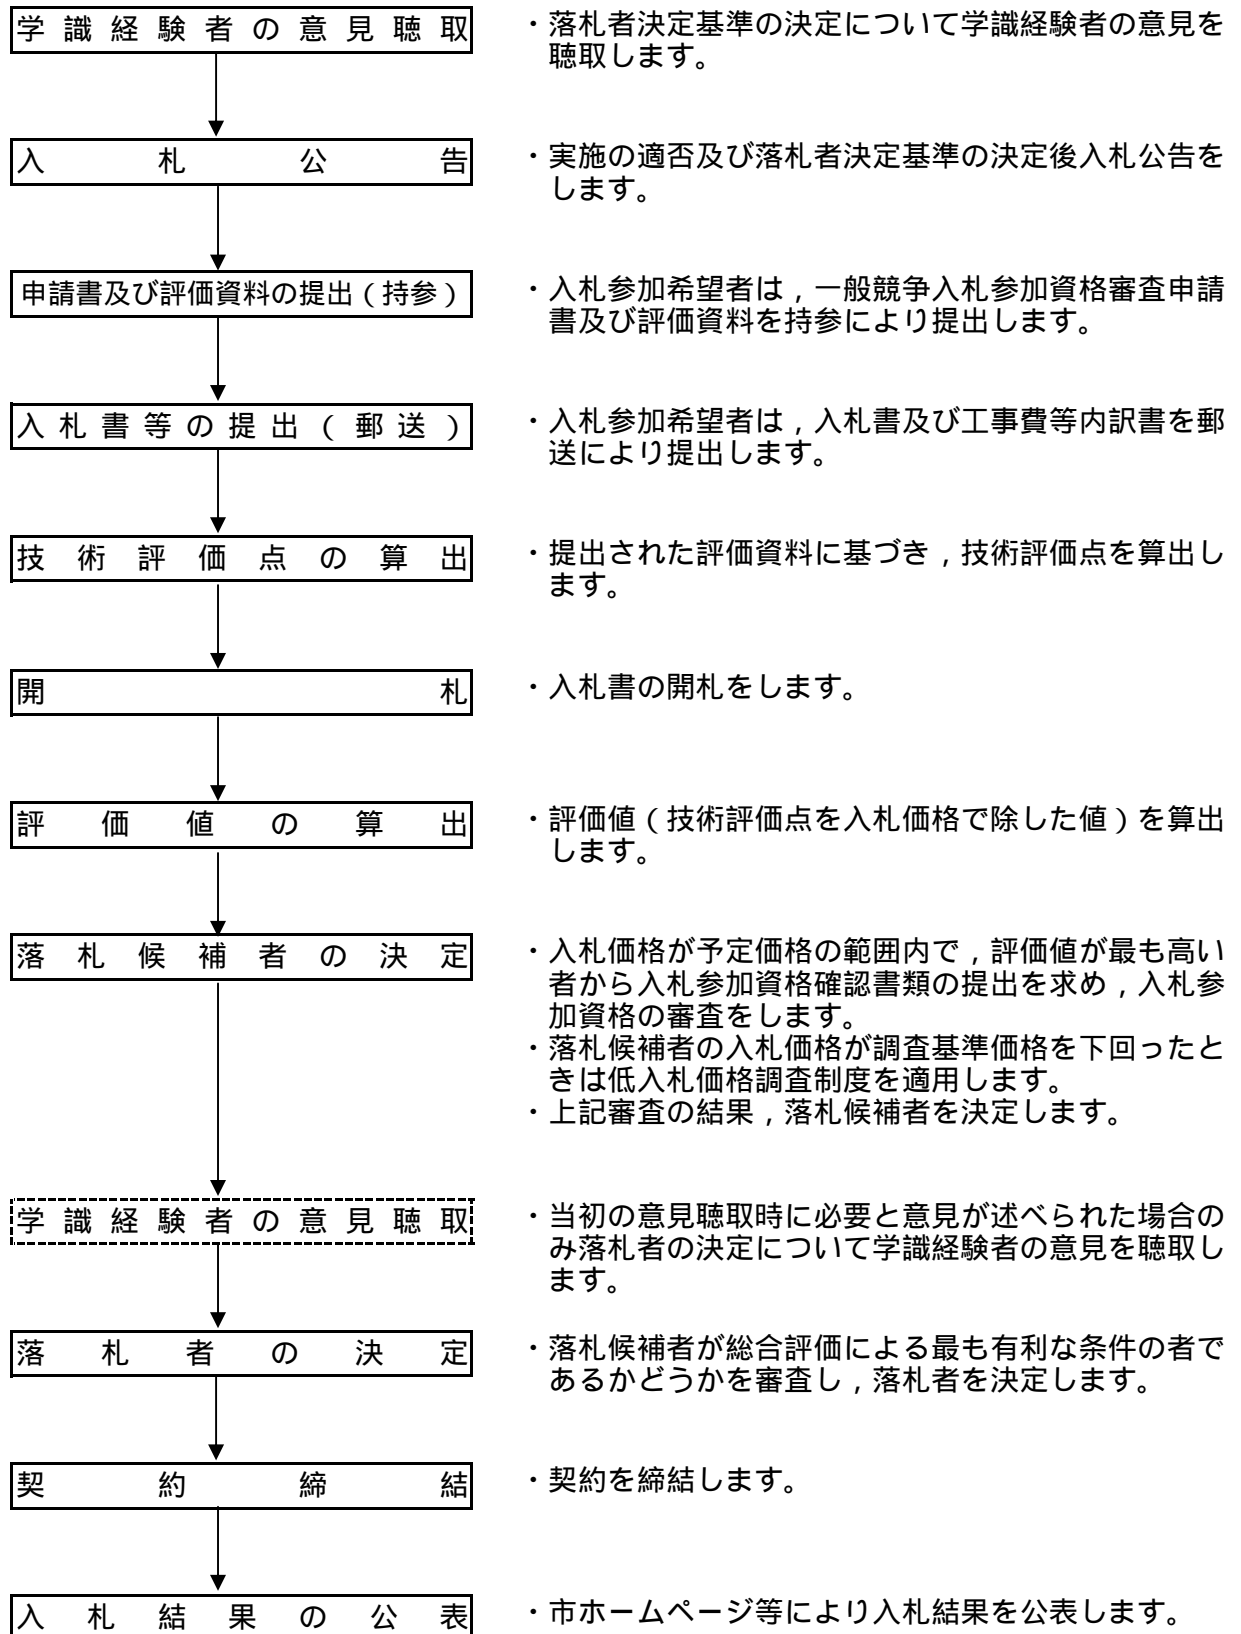 学識経験者の意見聴取
・落札者決定基準の決定について学識経験者の意見を
聴取します。
入札公告
・実施の適否及び落札者決定基準の決定後入札公告を
します。
申請書及び評価資料の提出（持参）
・入札参加希望者は，一般競争入札参加資格審査申請
書及び評価資料を持参により提出します。
入札書等の提出（郵送）
・入札参加希望者は，入札書及び工事費等内訳書を郵
送により提出します。
技術評価点の算出
・提出された評価資料に基づき，技術評価点を算出し
ます。
開札
・入札書の開札をします。
評価値の算出
・評価値（技術評価点を入札価格で除した値）を算出
します。
落札候補者の決定
・入札価格が予定価格の範囲内で，評価値が最も高い
者から入札参加資格確認書類の提出を求め，入札参
加資格の審査をします。
・落札候補者の入札価格が調査基準価格を下回ったと
きは低入札価格調査制度を適用します。
・上記審査の結果，落札候補者を決定します。
学識経験者の意見聴取
・当初の意見聴取時に必要と意見が述べられた場合の
み落札者の決定について学識経験者の意見を聴取し
ます。
落札者の決定
・落札候補者が総合評価による最も有利な条件の者で
あるかどうかを審査し，落札者を決定します。
契約締結
・契約を締結します。
入札結果の公表
・市ホームページ等により入札結果を公表します。